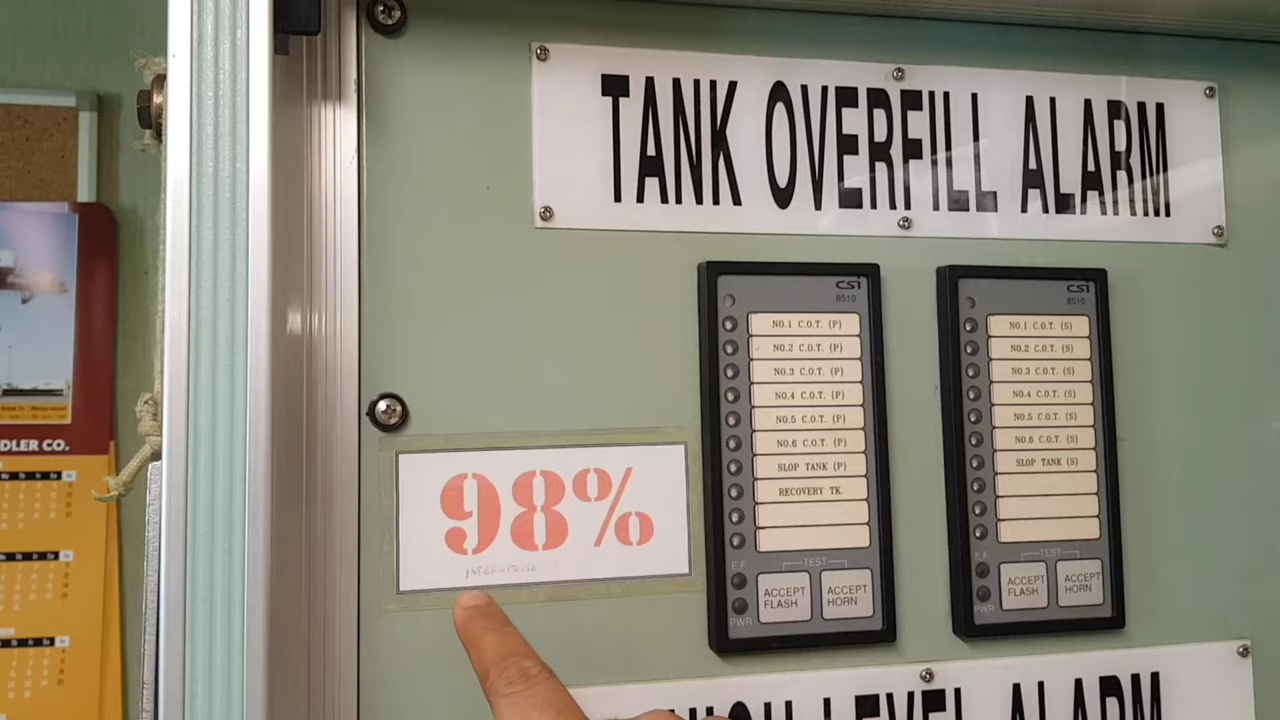 TANK OVERFILL ALARM
csi
8510
NO.1 C.O.T. (P)
NO.2 C.O.T. (P)
NO.3 C.O.T. (P)
NO.4 C.O.T. (P)
NO.5 C.O.T. (P)
NO.6 C.O.T. (P)
SLOP TANK (P)
RECOVERY TK.
E.F
TEST
ACCEPT FLASH
ACCEPT HORN
PWR
csi
8510
NO.1 C.O.T. (S)
NO.2 C.O.T. (S)
NO.3 C.O.T. (S)
NO.4 C.O.T. (S)
NO.5 C.O.T. (S)
NO.6 C.O.T. (S)
SLOP TANK (S)
E.F
TEST
ACCEPT FLASH
ACCEPT HORN
PWR
98%
LEVEL ALARM
DLER CO.